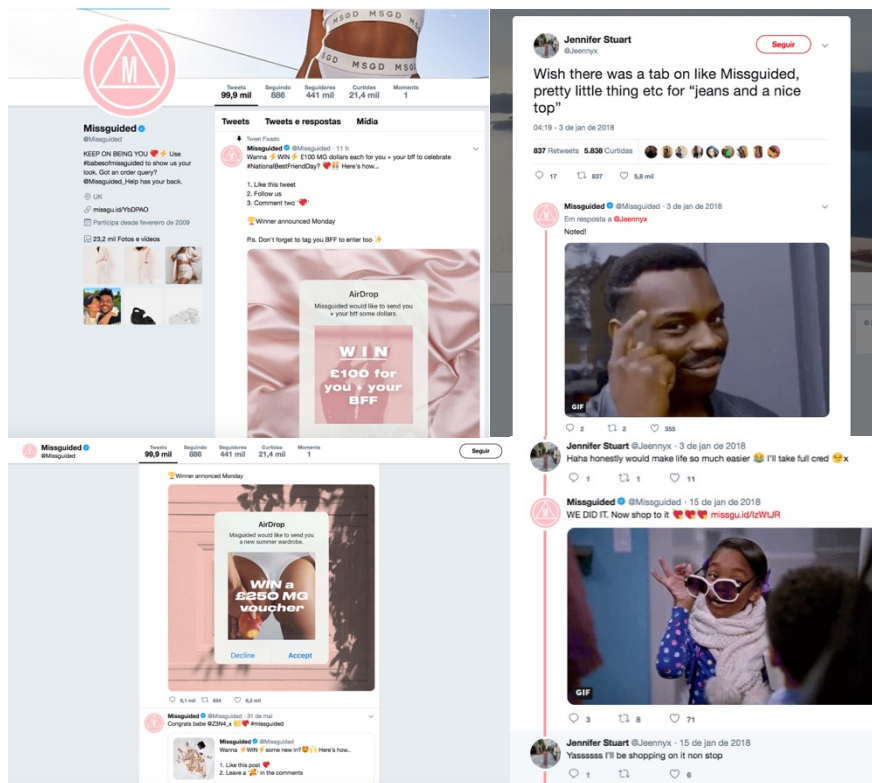 MSGD MSGD
MSGD MSGD MSG
M
Tweets
99,9 mil
Seguindo
886
Seguidores
441 mil
Curtidas
21,4 mil
Moments
1
Missguided
@Missguided
KEEP ON BEING YOU ❤️⚡ Use
#babesofmissguided to show us your
look. Got an order query?
@Missguided_Help has your back.
UK
missgu.id/YbDPAO
Participa desde fevereiro de 2009
23,2 mil Fotos e vídeos
Tweets Tweets e respostas Mídia
Tweet Fixado
Missguided @Missguided · 11 h
Wanna ⚡WIN⚡ £100 MG dollars each for you + your bff to celebrate
#NationalBestFriendDay? Here's how...
1. Like this tweet
2. Follow us
3. Comment two '💖'
🏆Winner announced Monday
P.s. Don't forget to tag you BFF to enter too ✨
AirDrop
Missguided would like to send you
+ your bff some dollars.
WIN
£100 for
you + your
BFF
Jennifer Stuart
@Jeennyx
Seguir
Wish there was a tab on like Missguided,
pretty little thing etc for “jeans and a nice
top”
04:19 - 3 de jan de 2018
837 Retweets 5.838 Curtidas
17 837 5,8 mil
Missguided @Missguided · 3 de jan de 2018
Em resposta a @Jeennyx
Noted!
GIF
2 2 355
Jennifer Stuart @Jeennyx · 3 de jan de 2018
Haha honestly would make life so much easier 😂 I'll take full cred 😏x
1 1 11
Missguided @Missguided · 15 de jan de 2018
WE DID IT. Now shop to it 💖💖💖 missgu.id/IzWtJR
GIF
3 8 71
Jennifer Stuart @Jeennyx · 15 de jan de 2018
Yassssss I'll be shopping on it non stop
1 6
Missguided
@Missguided
Tweets
99,9 mil
Seguindo
886
Seguidores
441 mil
Curtidas
21,4 mil
Moments
1
Seguir
🏆Winner annonced Monday
AirDrop
Misguided would like to send you
a new summer wardrobe.
WIN a
£250 MG
voucher
Decline Accept
6,1 mil 824 6,2 mil
Missguided @Missguided · 31 de mai
Congrats babe @Z3N4_x #missguided
Missguided @Missguided
Wanna ⚡WIN⚡some new in? Here's how..
1. Like this post
2. Leave a '' in the comments